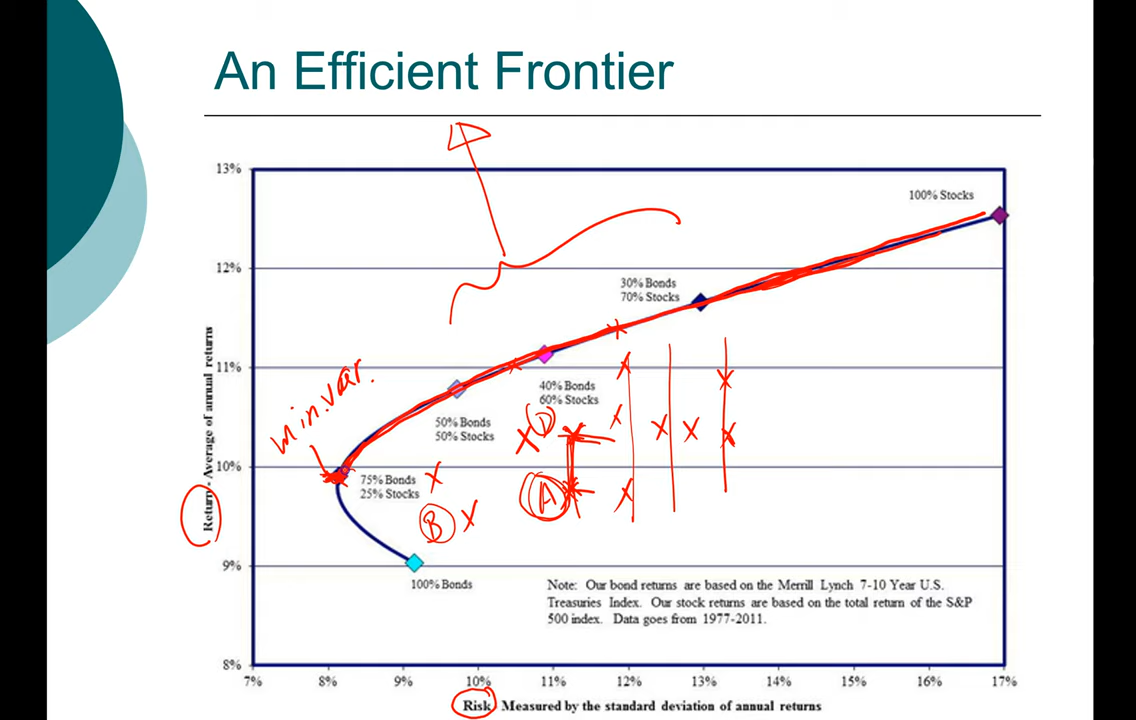 An Efficient Frontier
13%
12%
11%
10%
9%
8%
7%
8%
9%
10%
11%
12%
13%
14%
15%
16%
17%
Return - Average of annual returns
Risk Measured by the standard deviation of annual returns
100% Stocks
30% Bonds
70% Stocks
40% Bonds
60% Stocks
50% Bonds
50% Stocks
75% Bonds
25% Stocks
100% Bonds
min.var.
D
A
B
Note: Our bond returns are based on the Merrill Lynch 7-10 Year U.S.
Treasuries Index. Our stock returns are based on the total return of the S&P
500 index. Data goes from 1977-2011.